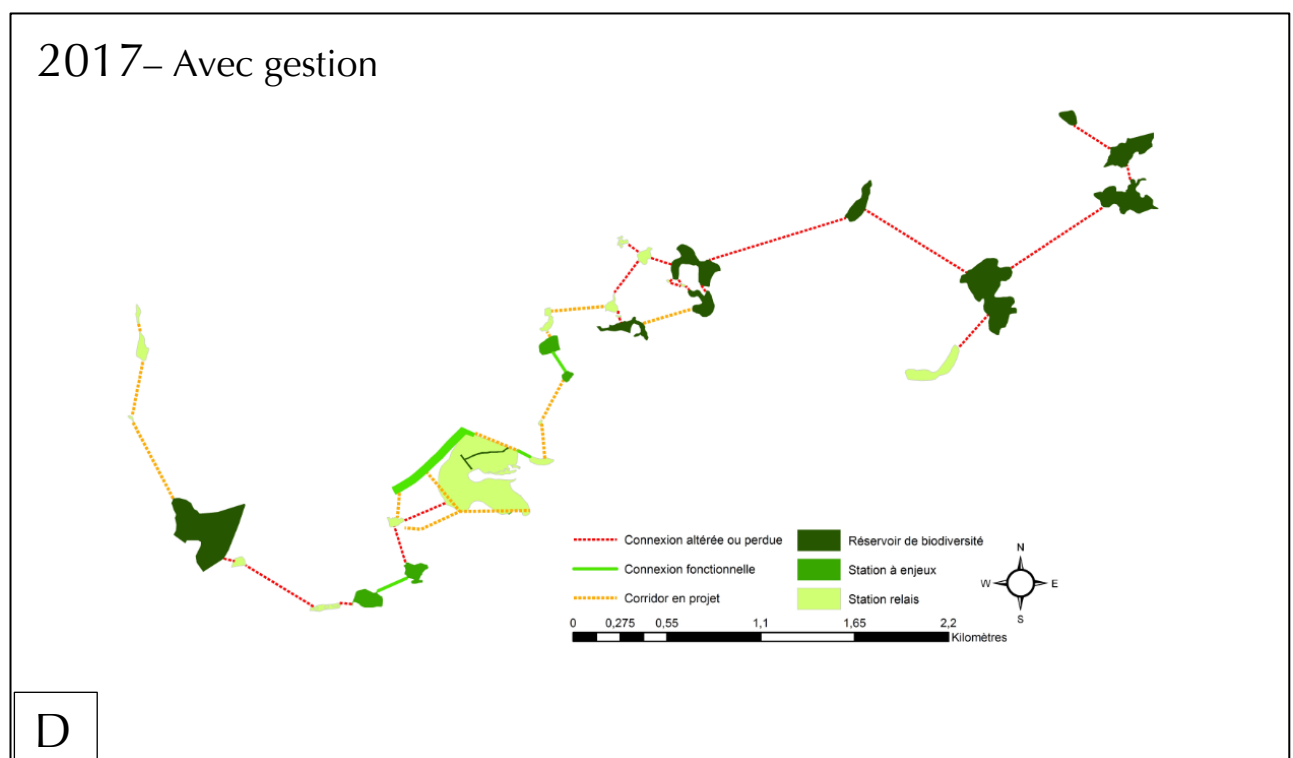 2017– Avec gestion
Connexion altérée ou perdue
Connexion fonctionnelle
Corridor en projet
Réservoir de biodiversité
Station à enjeux
Station relais
N
W E
S
0 0,275 0,55 1,1 1,65 2,2
Kilomètres
D